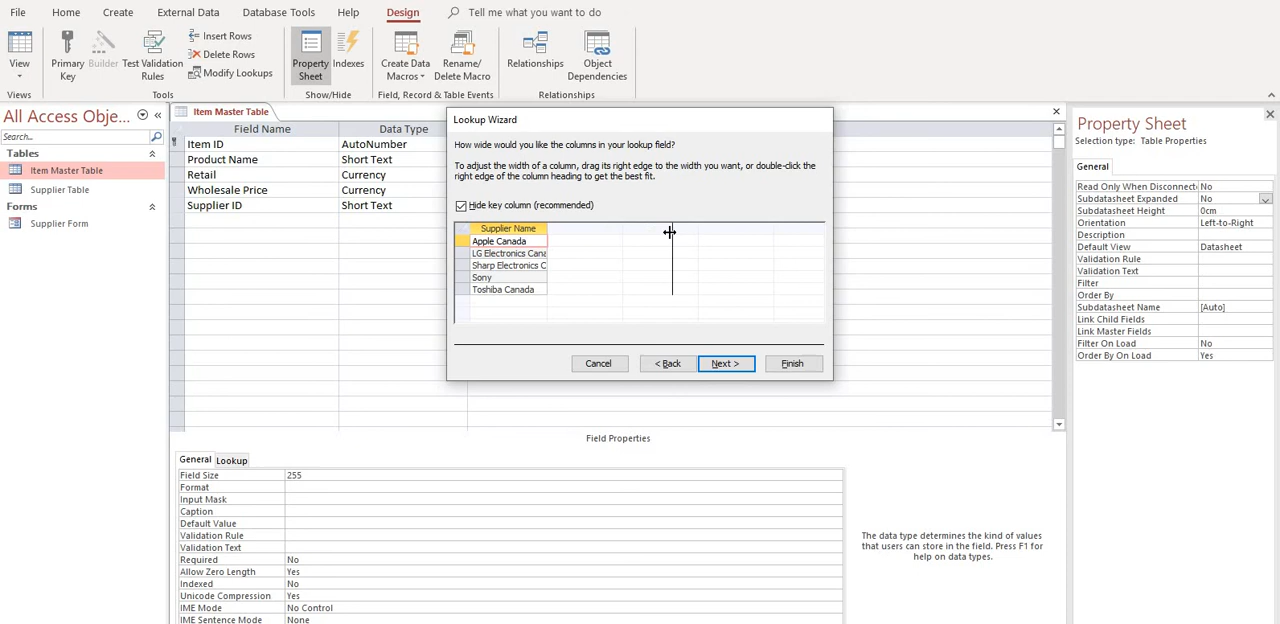 File Home Create External Data Database Tools Help Design Tell me what you want to do
View
Primary Key
Builder
Test Validation Rules
Insert Rows
Delete Rows
Modify Lookups
Property Sheet
Indexes
Create Data Macros
Rename/ Delete Macro
Relationships
Object Dependencies
Views Tools Show/Hide Field, Record & Table Events Relationships
All Access Obje...
Search...
Tables
Item Master Table
Supplier Table
Forms
Supplier Form
Item Master Table
Field Name Data Type
Item ID AutoNumber
Product Name Short Text
Retail Currency
Wholesale Price Currency
Supplier ID Short Text
Lookup Wizard
How wide would you like the columns in your lookup field?
To adjust the width of a column, drag its right edge to the width you want, or double-click the
right edge of the column heading to get the best fit.
Hide key column (recommended)
Supplier Name
Apple Canada
LG Electronics Cana
Sharp Electronics C
Sony
Toshiba Canada
Cancel < Back Next > Finish
Field Properties
General Lookup
Field Size 255
Format
Input Mask
Caption
Default Value
Validation Rule
Validation Text
Required No
Allow Zero Length Yes
Indexed No
Unicode Compression Yes
IME Mode No Control
IME Sentence Mode None
The data type determines the kind of values
that users can store in the field. Press F1 for
help on data types.
Property Sheet
Selection type: Table Properties
General
Read Only When Disconnecte No
Subdatasheet Expanded No
Subdatasheet Height 0cm
Orientation Left-to-Right
Description
Default View Datasheet
Validation Rule
Validation Text
Filter
Order By
Subdatasheet Name [Auto]
Link Child Fields
Link Master Fields
Filter On Load No
Order By On Load Yes